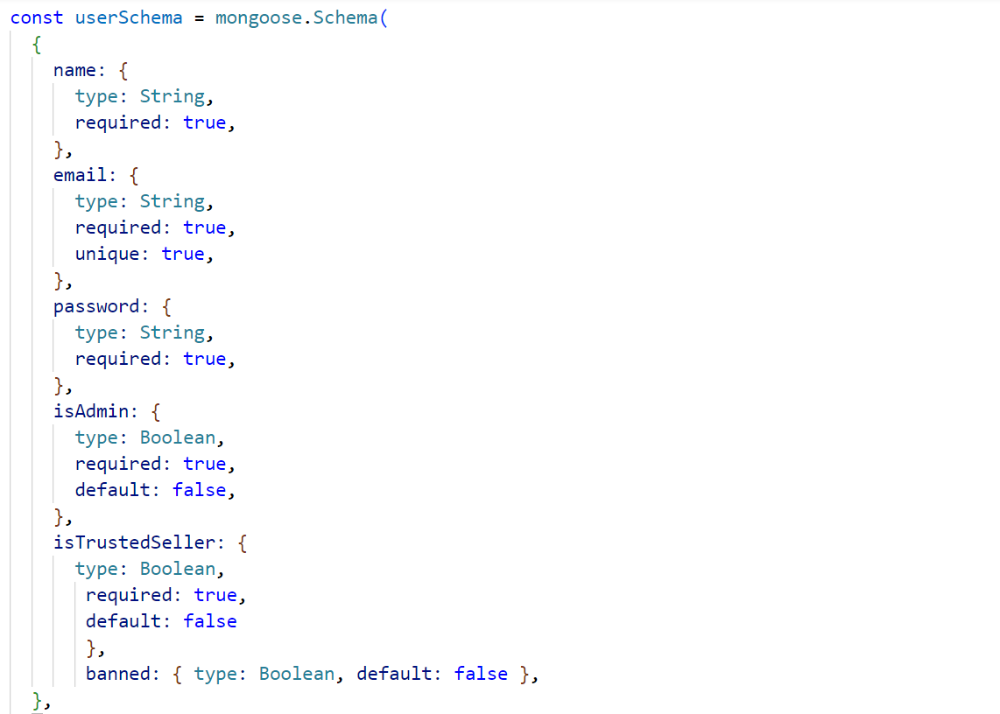 const userSchema = mongoose.Schema(
  {
    name: {
      type: String,
      required: true,
    },
    email: {
      type: String,
      required: true,
      unique: true,
    },
    password: {
      type: String,
      required: true,
    },
    isAdmin: {
      type: Boolean,
      required: true,
      default: false,
    },
    isTrustedSeller: {
      type: Boolean,
       required: true,
       default: false
       },
       banned: { type: Boolean, default: false },
  },